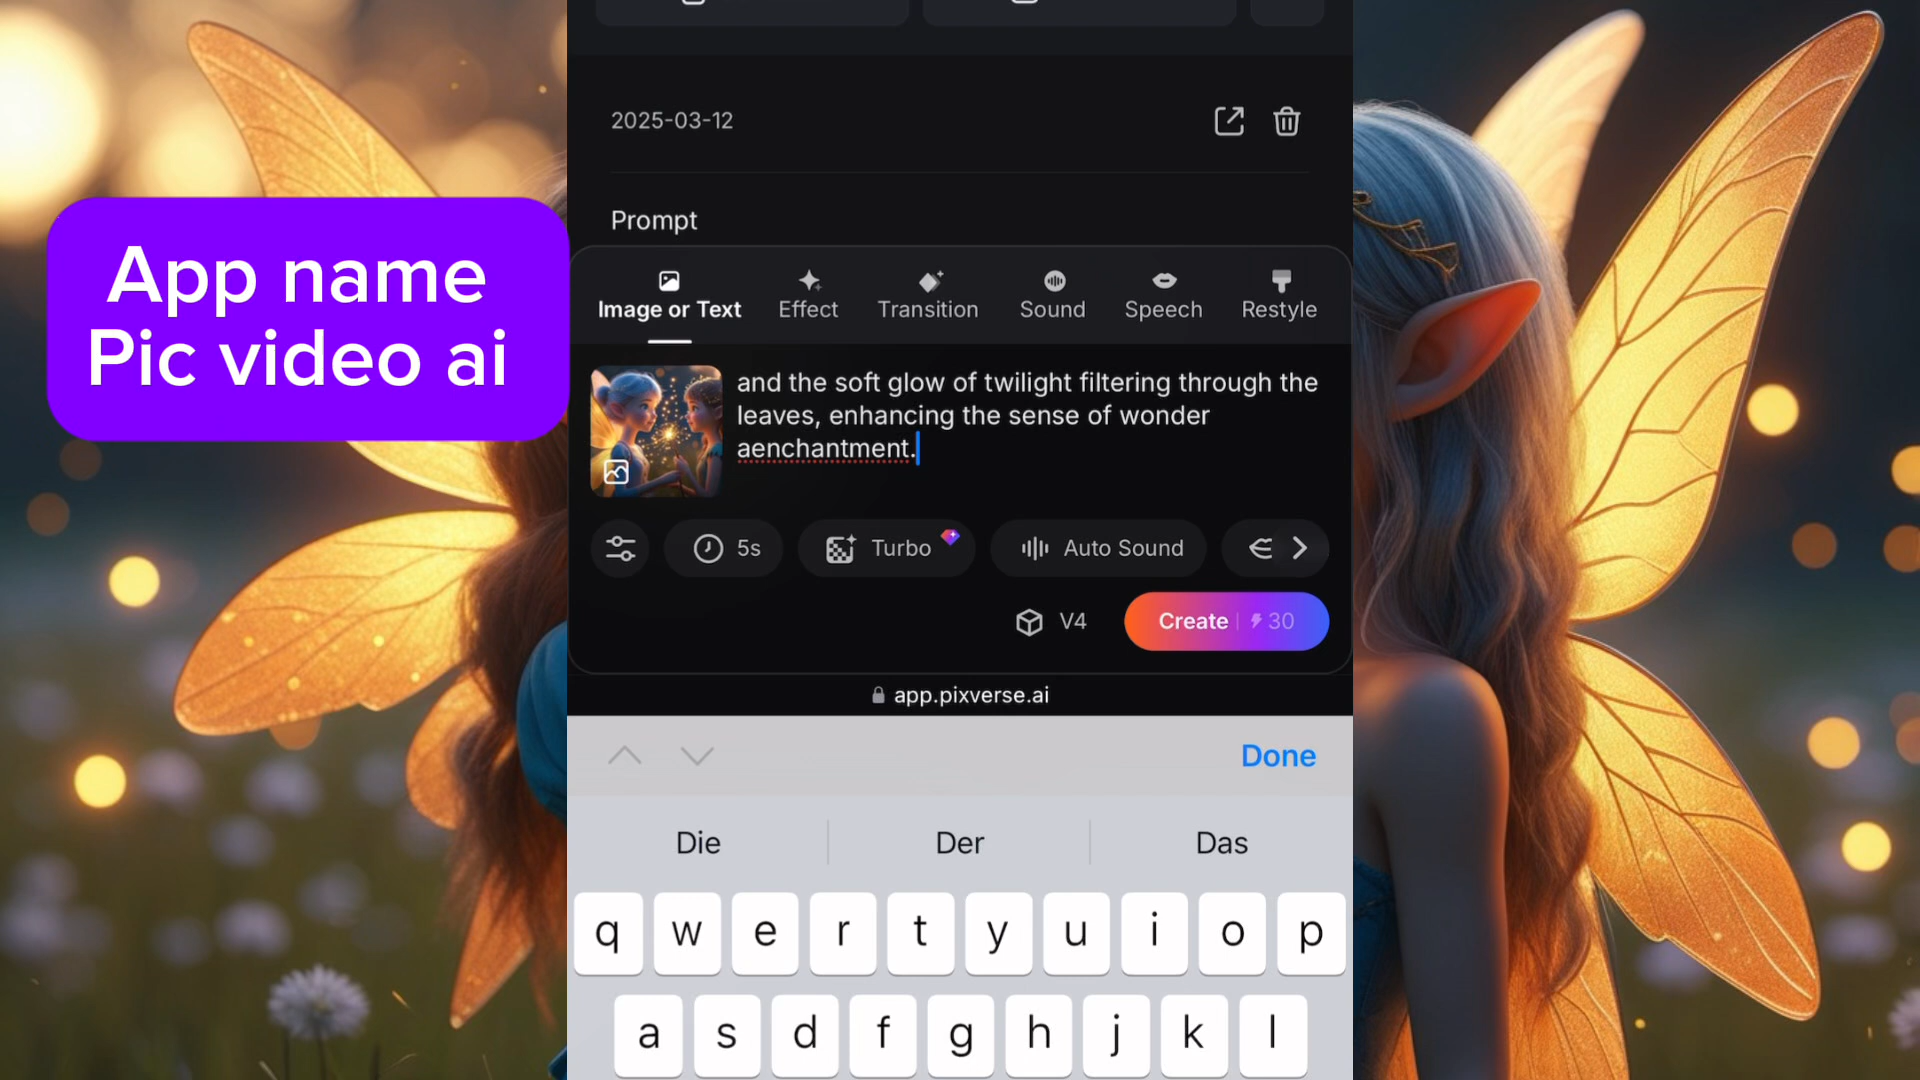 App name
Pic video ai
2025-03-12
Prompt
Image or Text
Effect
Transition
Sound
Speech
Restyle
and the soft glow of twilight filtering through the
leaves, enhancing the sense of wonder
aenchantment.
5s
Turbo
Auto Sound
V4
Create
30
app.pixverse.ai
Done
Die
Der
Das
q w e r t y u i o p
a s d f g h j k l